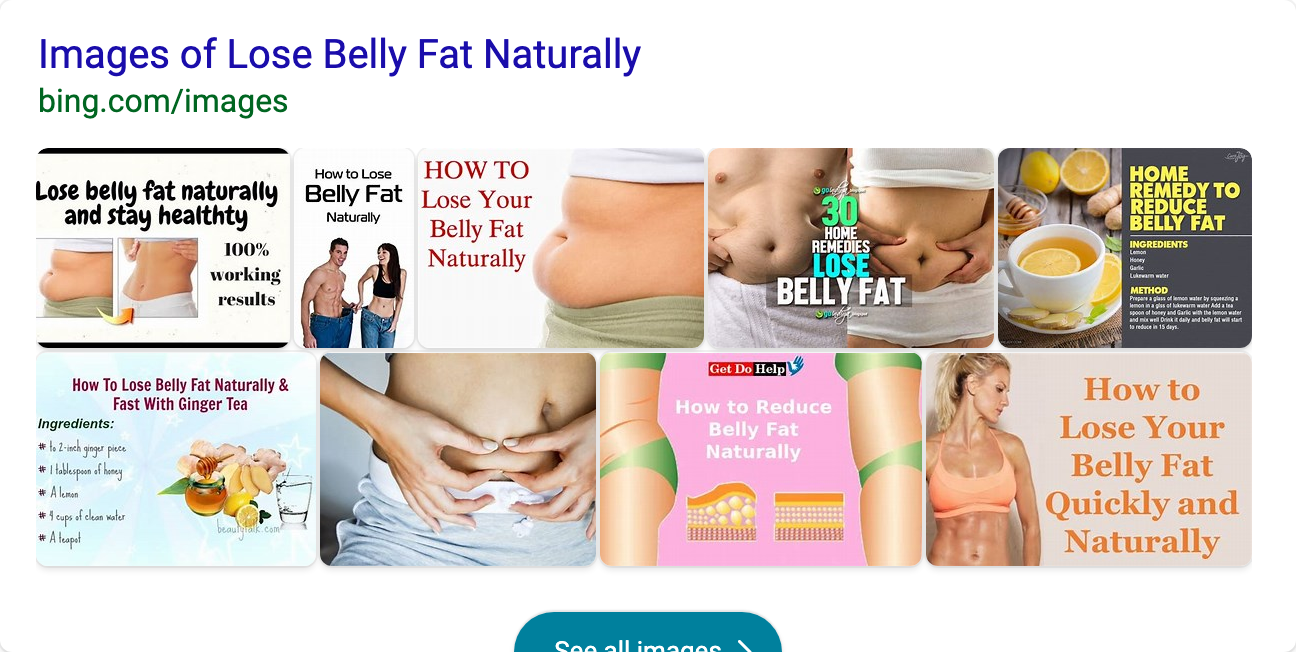 Images of Lose Belly Fat Naturally
bing.com/images
Lose belly fat naturally
and stay healthty
100%
working
results
How to Lose
Belly Fat
Naturally
HOW TO
Lose Your
Belly Fat
Naturally
30
HOME
REMEDIES
LOSE
BELLY FAT
HOME
REMEDY TO
REDUCE
BELLY FAT
INGREDIENTS
Lemon
Honey
Garlic
Lukewarm water
METHOD
Prepare a glass of lemon water by squeezing a
lemon in a glss of lukewarm water Add a tea
spoon of honey and Garlic with the lemon water
and mix well Drink it daily and belly fat will start
to reduce in 15 days.
How To Lose Belly Fat Naturally &
Fast With Ginger Tea
Ingredients:
# to 2-inch ginger piece
# 1 tablespoon of honey
# A lemon
# 4 cups of clean water
# A teapot
beautytalk.com
Get Do Help
How to Reduce
Belly Fat
Naturally
How to
Lose Your
Belly Fat
Quickly and
Naturally
See all images